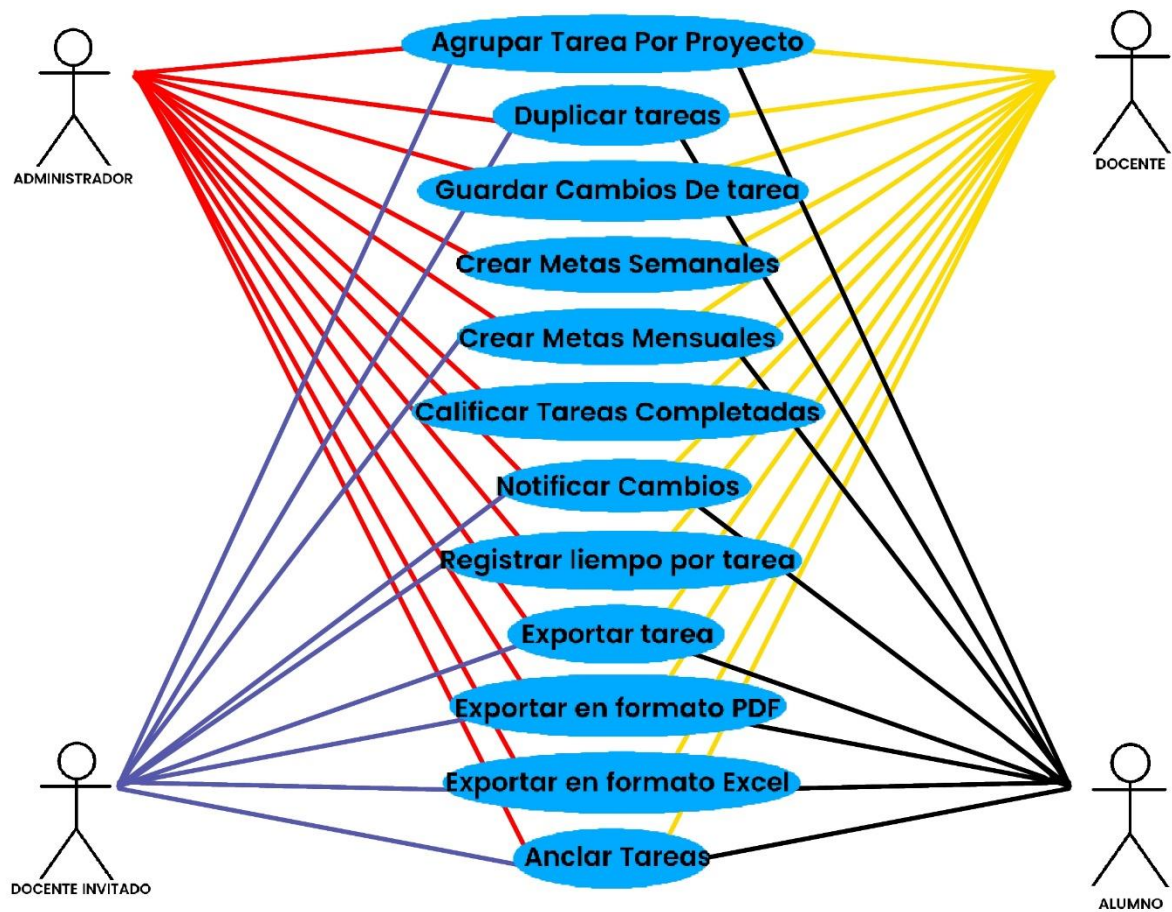 Agrupar Tarea Por Proyecto
Duplicar tareas
ADMINISTRADOR
DOCENTE
Guardar Cambios De tarea
Crear Metas Semanales
Crear Metas Mensuales
Calificar Tareas Completadas
Notificar Cambios
Registrar liempo por tarea
Exportar tarea
Exportar en formato PDF
Exportar en formato Excel
Anclar Tareas
DOCENTE INVITADO
ALUMNO